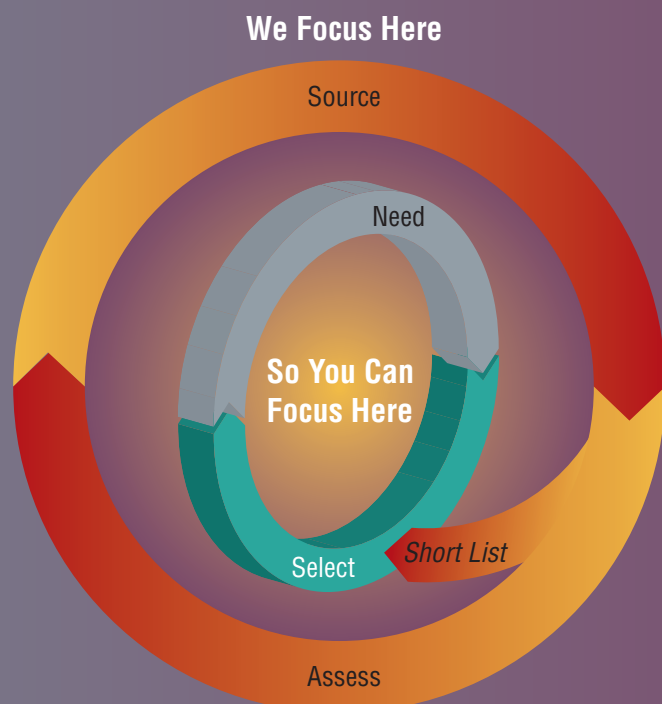 We Focus Here
Source
Need
So You Can
Focus Here
Short List
Select
Assess